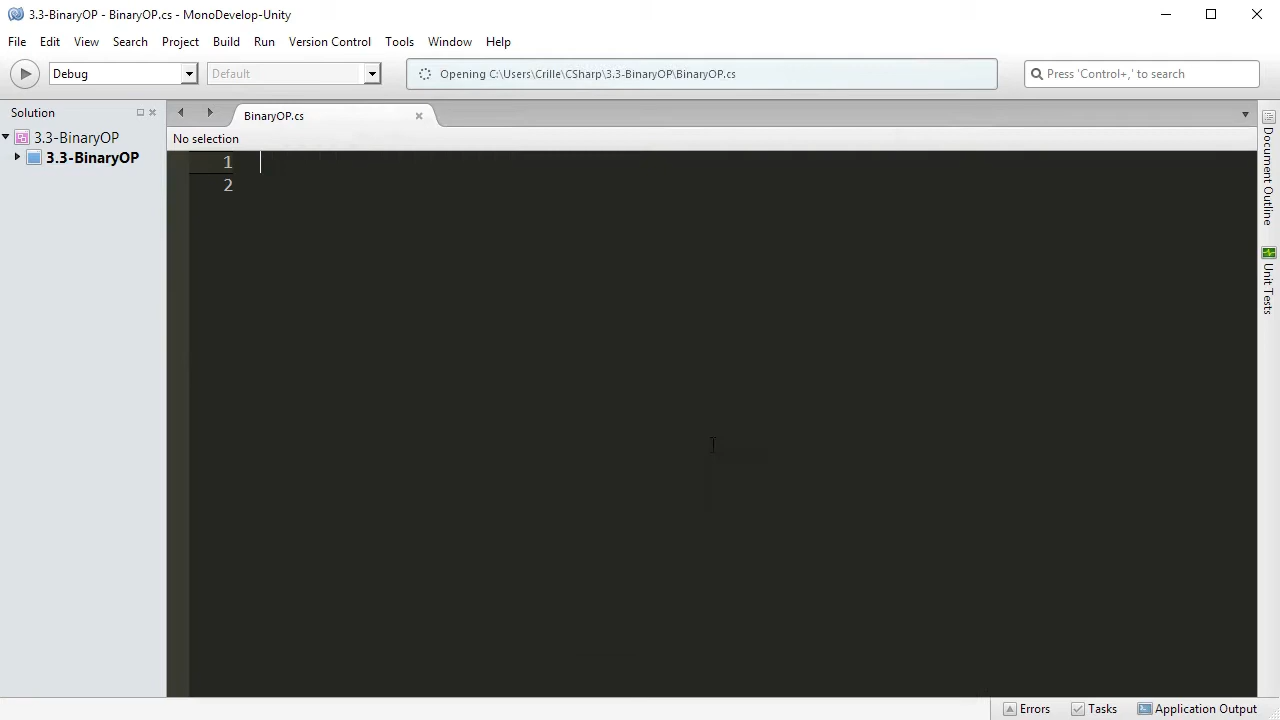 3.3-BinaryOP - BinaryOP.cs - MonoDevelop-Unity
File Edit View Search Project Build Run Version Control Tools Window Help
Debug Default Opening C:\Users\Crille\CSharp\3.3-BinaryOP\BinaryOP.cs Press 'Control+,' to search
Solution
BinaryOP.cs
No selection
3.3-BinaryOP
3.3-BinaryOP
1
2
Document Outline
Unit Tests
Errors Tasks Application Output